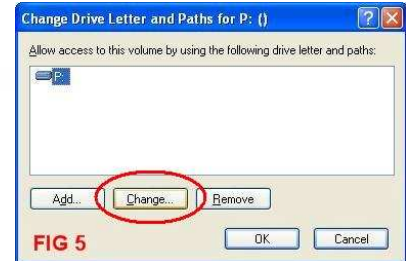 Change Drive Letter and Paths for P: ()
Allow access to this volume by using the following drive letter and paths:
P:
Add... Change... Remove
FIG 5 OK Cancel